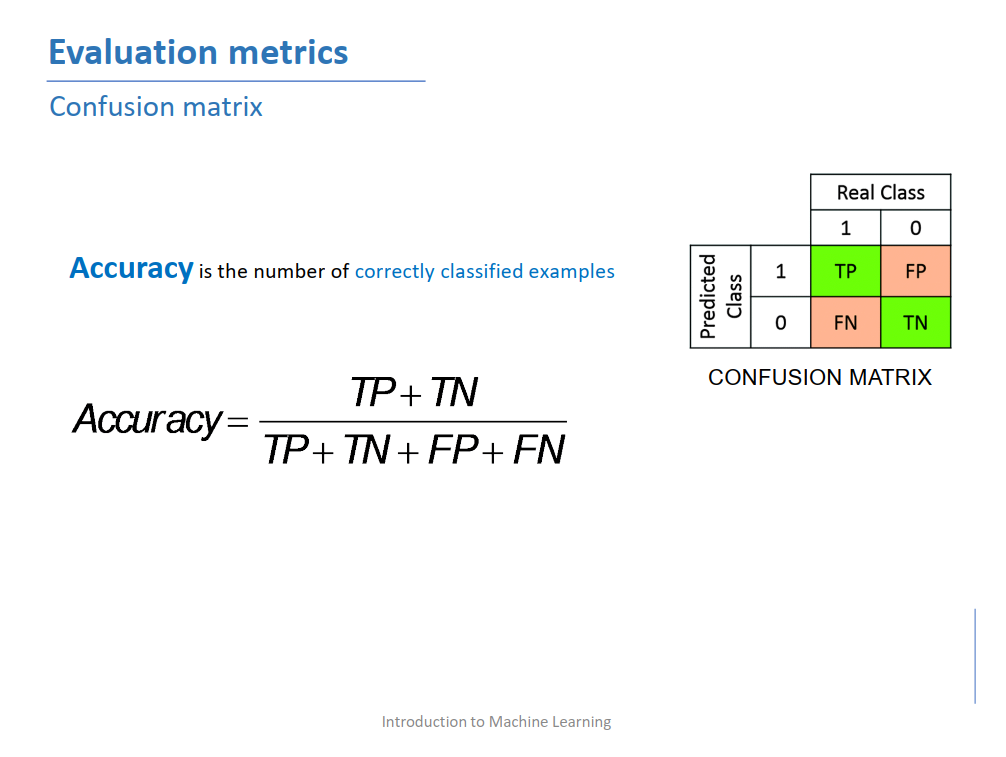 Evaluation metrics
Confusion matrix
Accuracy is the number of correctly classified examples
Accuracy = 
TP + TN
TP + TN + FP + FN
Real Class
1 0
Predicted
Class
1 TP FP
0 FN TN
CONFUSION MATRIX
Introduction to Machine Learning